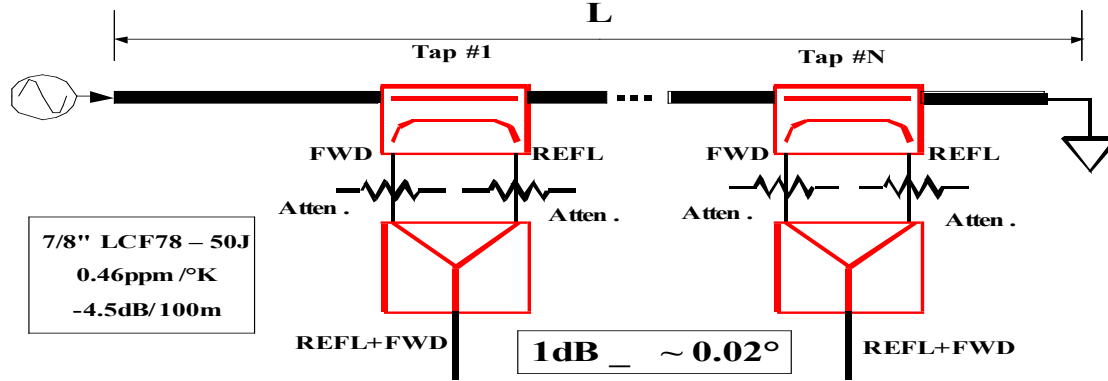 L
Tap #1
Tap #N
FWD
REFL
FWD
REFL
Atten .
Atten .
Atten .
Atten .
7/8" LCF78 – 50J
0.46ppm /°K
-4.5dB/ 100m
REFL+FWD
1dB _ ~ 0.02°
REFL+FWD